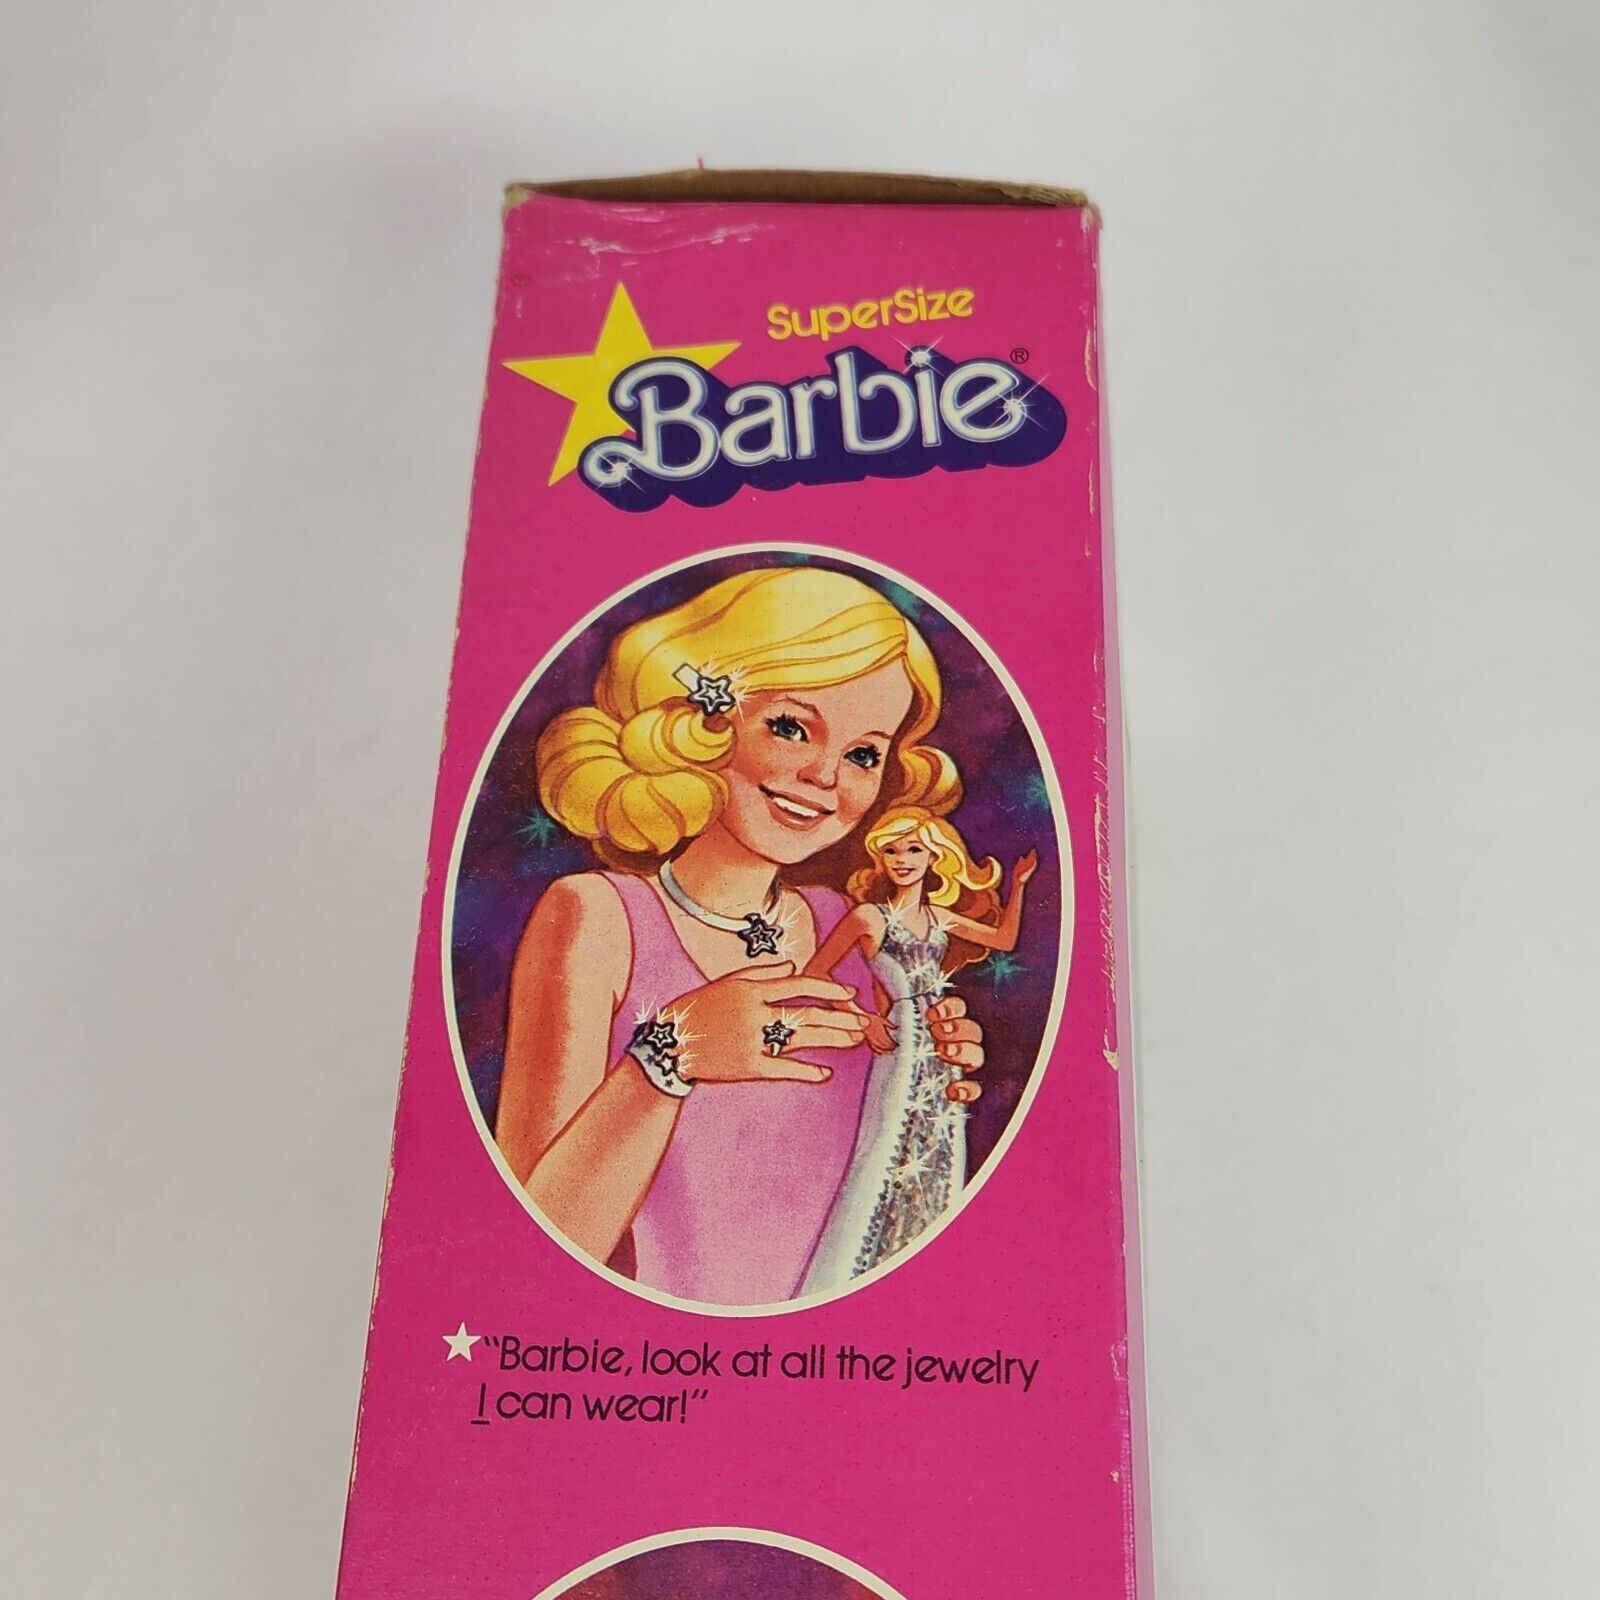 SuperSize
Barbie®
"Barbie, look at all the jewelry
I can wear!"